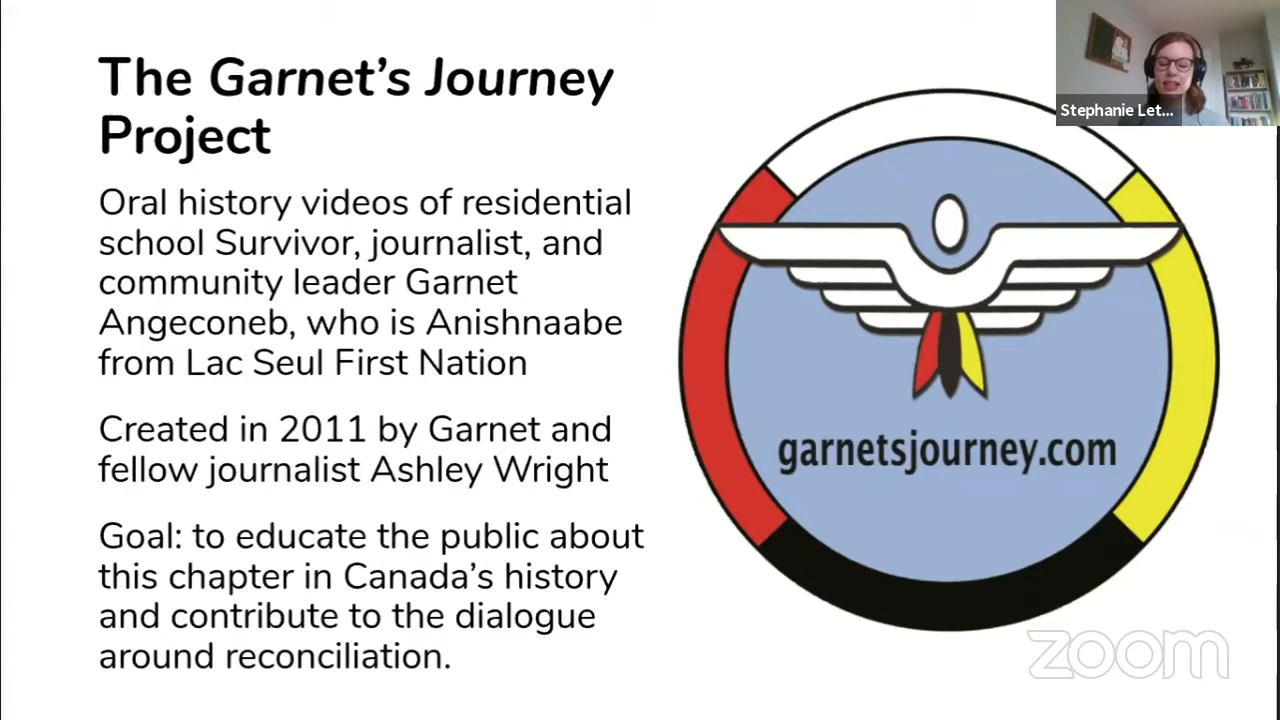 The Garnet's Journey
Project
Oral history videos of residential
school Survivor, journalist, and
community leader Garnet
Angeconeb, who is Anishnaabe
from Lac Seul First Nation
Created in 2011 by Garnet and
fellow journalist Ashley Wright
Goal: to educate the public about
this chapter in Canada's history
and contribute to the dialogue
around reconciliation.
Stephanie Let...
garnetsjourney.com
zoom